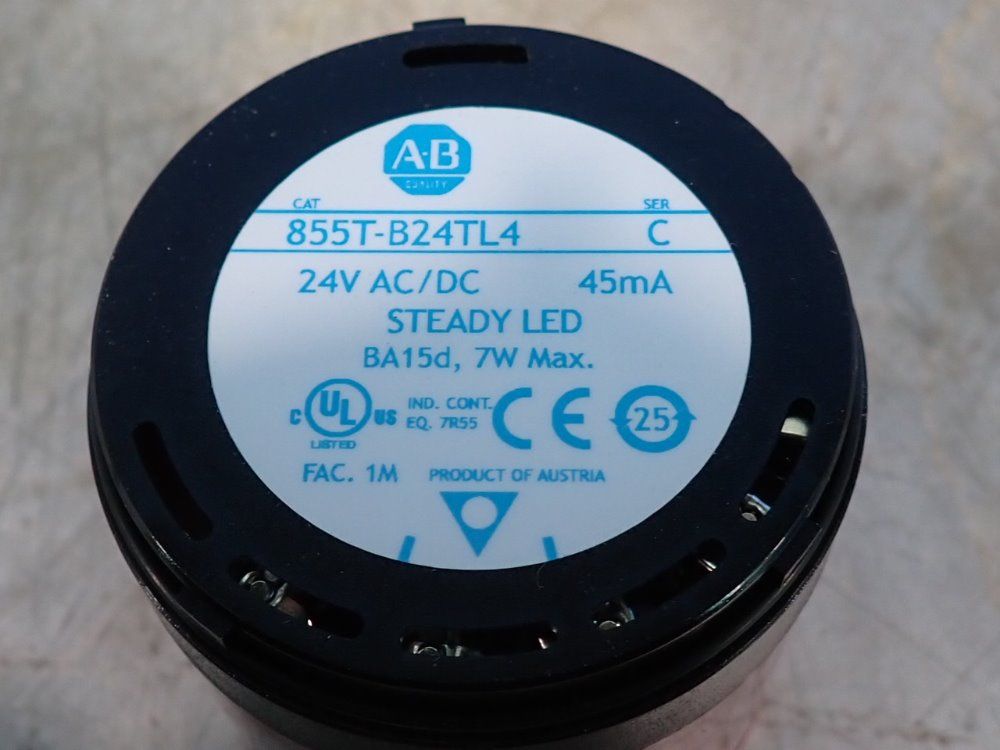 A-B
QUALITY
CAT SER
855T-B24TL4 C
24V AC/DC 45mA
STEADY LED
BA15d, 7W Max.
C UL US
LISTED
IND. CONT.
EQ. 7R55
CE
25
FAC. 1M PRODUCT OF AUSTRIA